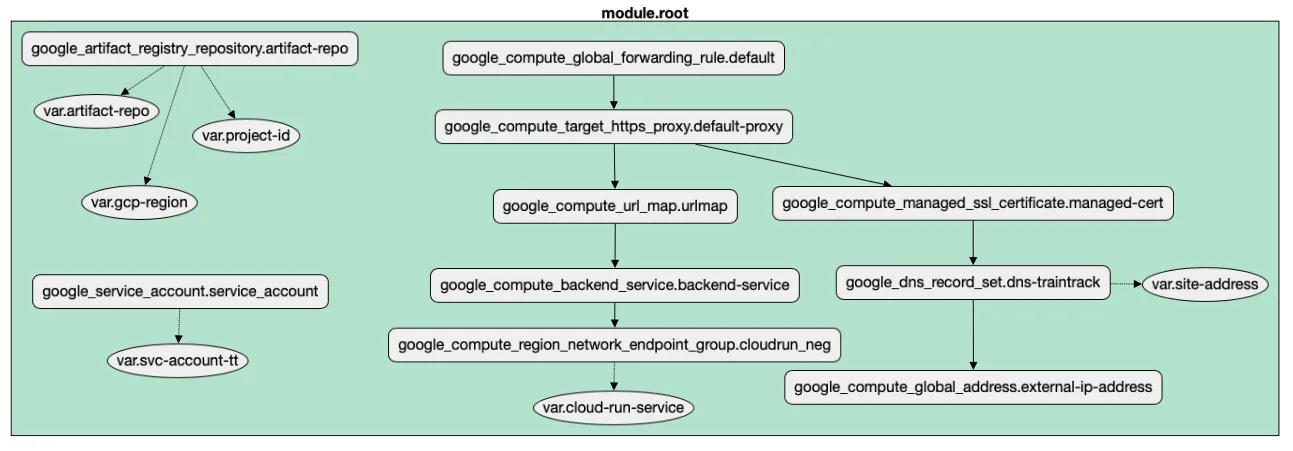 module.root
google_artifact_registry_repository.artifact-repo
var.artifact-repo
var.project-id
var.gcp-region
google_service_account.service_account
var.svc-account-tt
google_compute_global_forwarding_rule.default
google_compute_target_https_proxy.default-proxy
google_compute_url_map.urlmap
google_compute_managed_ssl_certificate.managed-cert
google_compute_backend_service.backend-service
google_dns_record_set.dns-traintrack
var.site-address
google_compute_region_network_endpoint_group.cloudrun_neg
google_compute_global_address.external-ip-address
var.cloud-run-service